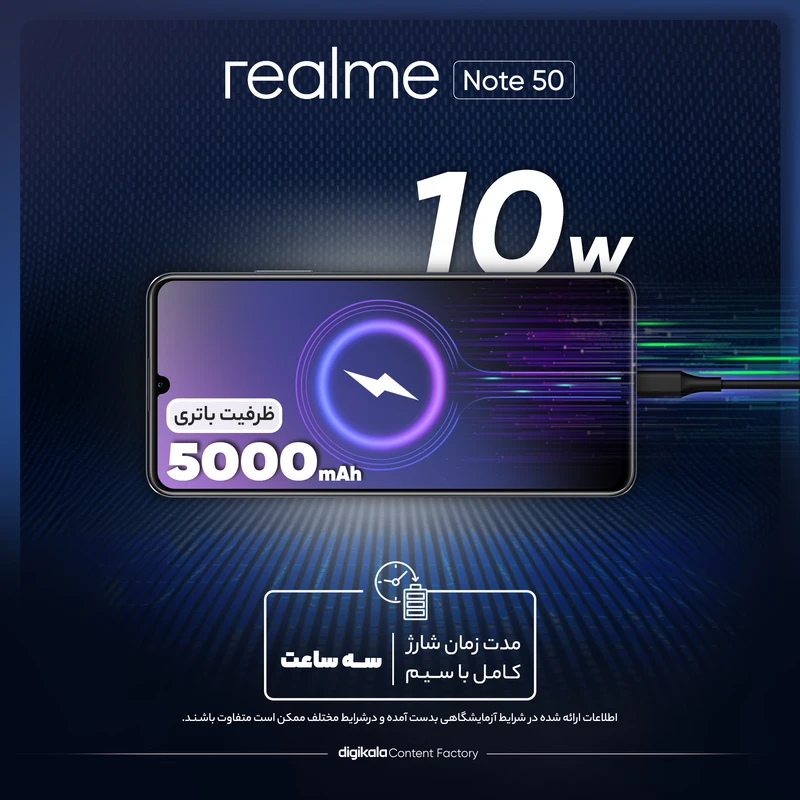 realme Note 50
10w
ظرفیت باتری
5000mAh
مدت زمان شارژ
کامل با سیم
سه ساعت
اطلاعات ارائه شده در شرایط آزمایشگاهی بدست آمده و درشرایط مختلف ممکن است متفاوت باشند.
digikala Content Factory